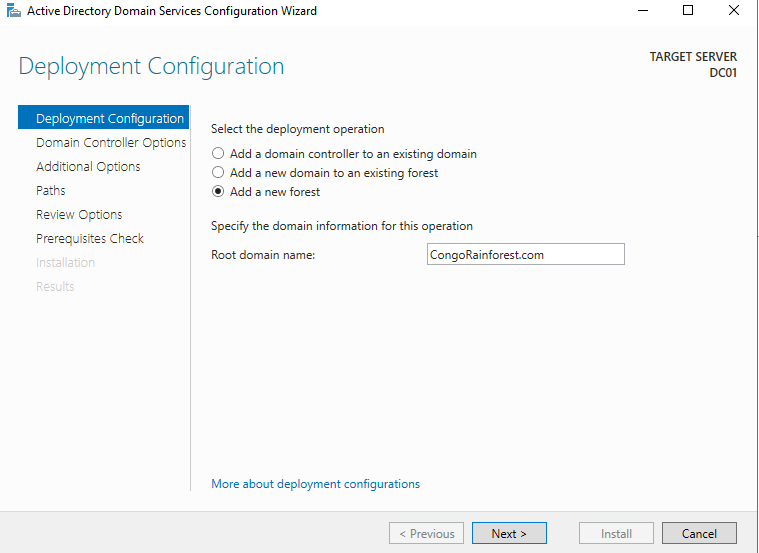 Active Directory Domain Services Configuration Wizard
Deployment Configuration
TARGET SERVER
DC01
Deployment Configuration
Domain Controller Options
Additional Options
Paths
Review Options
Prerequisites Check
Installation
Results
Select the deployment operation
Add a domain controller to an existing domain
Add a new domain to an existing forest
Add a new forest
Specify the domain information for this operation
Root domain name: CongoRainforest.com
More about deployment configurations
< Previous Next > Install Cancel